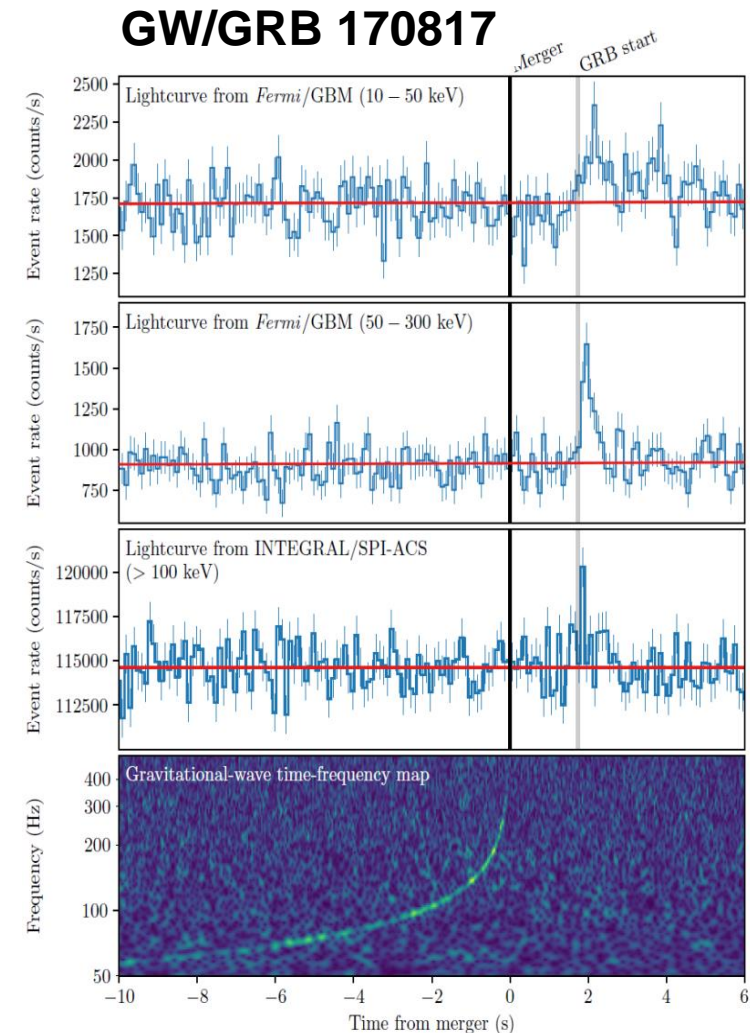 GW/GRB 170817
Merger
GRB start
Lightcurve from Fermi/GBM (10 – 50 keV)
Event rate (counts/s)
2500
2250
2000
1750
1500
1250
Lightcurve from Fermi/GBM (50 – 300 keV)
Event rate (counts/s)
1750
1500
1250
1000
750
Lightcurve from INTEGRAL/SPI-ACS
(> 100 keV)
Event rate (counts/s)
120000
117500
115000
112500
Gravitational-wave time-frequency map
Frequency (Hz)
400
300
200
100
50
−10 −8 −6 −4 −2 0 2 4 6
Time from merger (s)